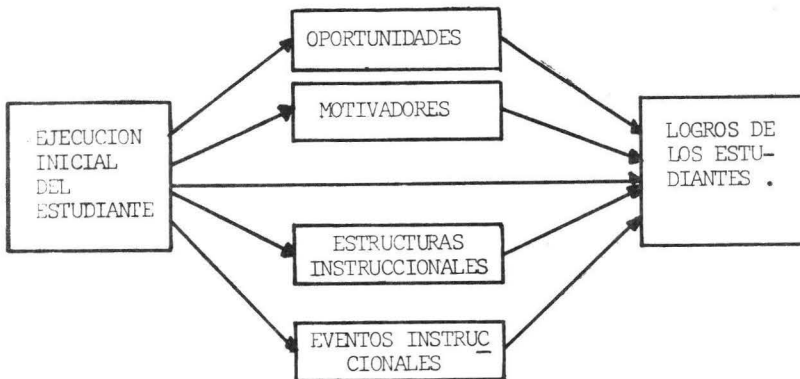 OPORTUNIDADES
MOTIVADORES
EJECUCION
INICIAL
DEL
ESTUDIANTE
LOGROS DE
LOS ESTU-
DIANTES .
ESTRUCTURAS
INSTRUCCIONALES
EVENTOS INSTRUC
CIONALES